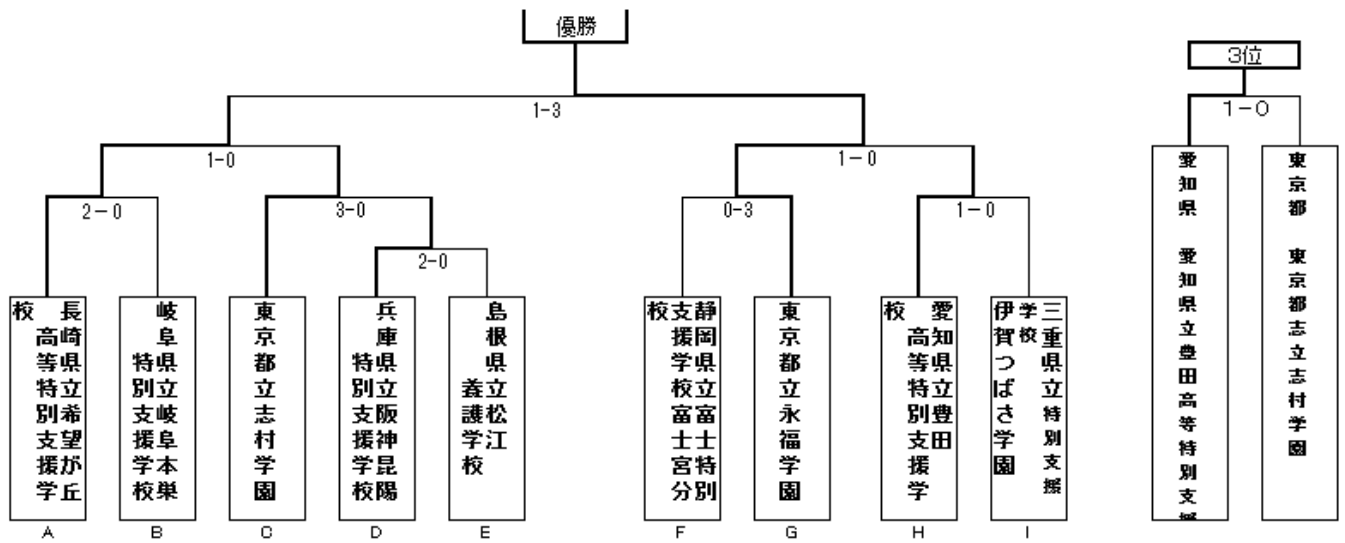 優勝
3位
1-3
1-0
1-0
1-0
2-0
3-0
0-3
1-0
2-0
長崎県立希望が丘
高等特別支援学
校
岐阜県立岐阜本巣
特別支援学校
東京都立志村学園
兵庫県立阪神昆陽
特別支援学校
島根県立松江
養護学校
静岡県立富士特別
支援学校富士宮分
校
東京都立永福学園
愛知県立豊田
高等特別支援学
校
三重県立特別支援
学校
伊賀つばさ学園
愛知県 愛知県立豊田高等特別支援
東京都 東京都志立志村学園
A
B
C
D
E
F
G
H
I